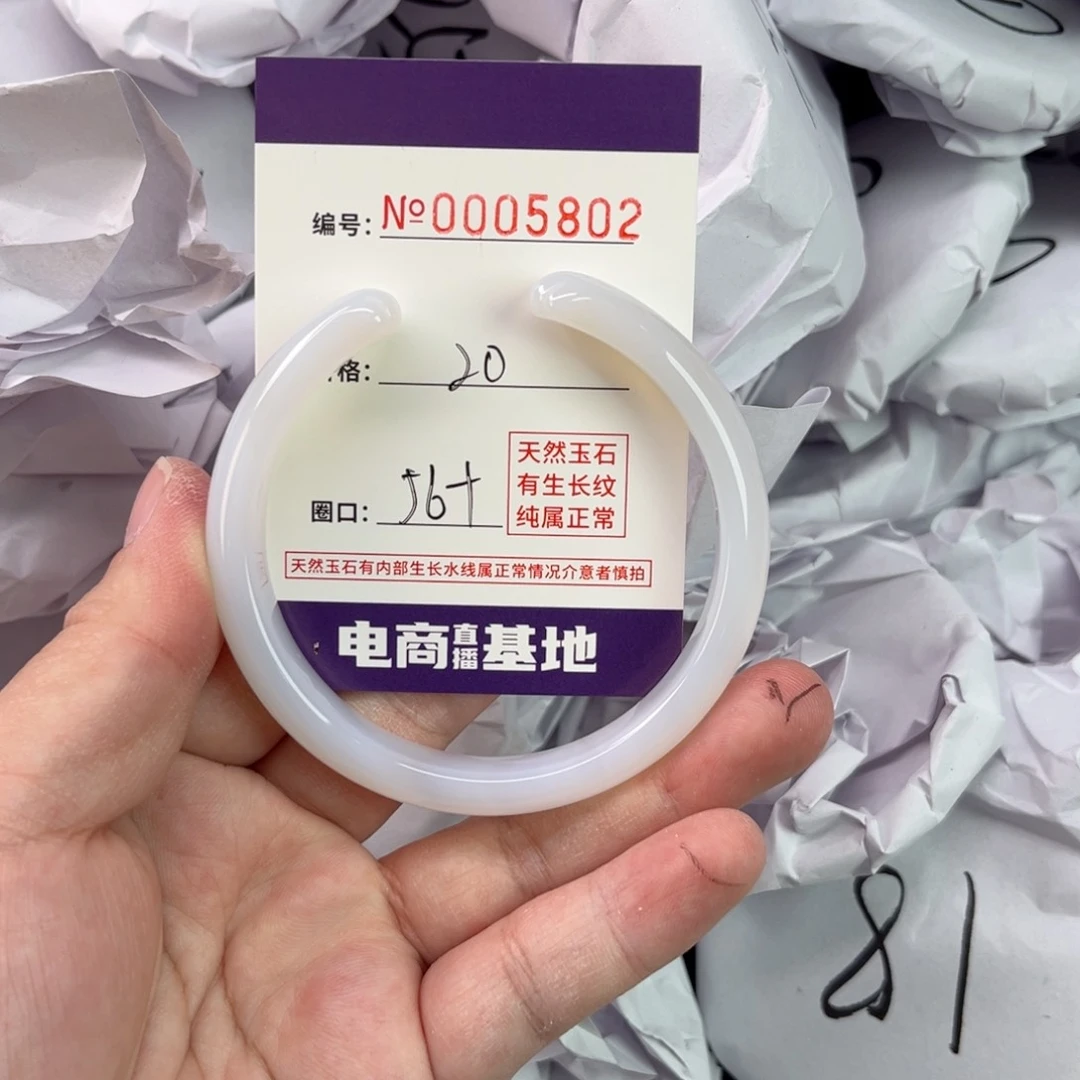 编号: №0005802
格: 20
圈口: 56+
天然玉石
有生长纹
纯属正常
天然玉石有内部生长水线属正常情况介意者慎拍
电商直播基地
81